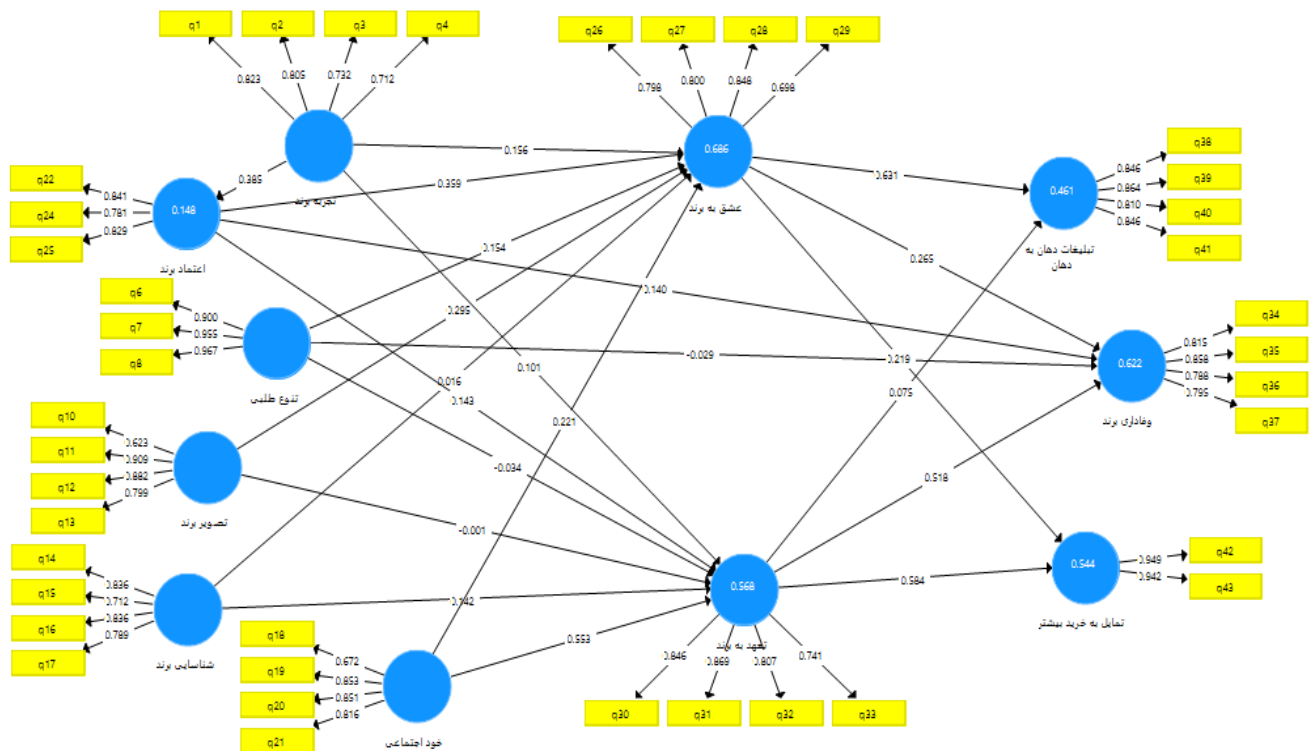 q1
q2
q3
q4
0.823
0.805
0.732
0.712
تجربه برند
q26
q27
q28
q29
0.798
0.800
0.848
0.698
0.686
عشق به برند
q22
q24
q25
0.841
0.781
0.829
0.148
اعتماد برند
0.385
0.156
0.359
q6
q7
q8
0.900
0.955
0.967
تنوع طلبی
0.154
0.295
0.016
0.143
0.101
0.221
-0.034
-0.029
0.140
q10
q11
q12
q13
0.623
0.909
0.882
0.799
تصویر برند
-0.001
q14
q15
q16
q17
0.836
0.712
0.836
0.789
شناسایی برند
0.142
q18
q19
q20
q21
0.672
0.853
0.851
0.816
خود اجتماعی
0.553
0.568
تعهد به برند
0.846
0.869
0.807
0.741
q30
q31
q32
q33
0.631
0.265
0.219
0.075
0.518
0.584
0.461
تبلیغات دهان به
دهان
0.846
0.864
0.810
0.846
q38
q39
q40
q41
0.622
وفاداری برند
0.815
0.858
0.788
0.795
q34
q35
q36
q37
0.544
تمایل به خرید بیشتر
0.949
0.942
q42
q43